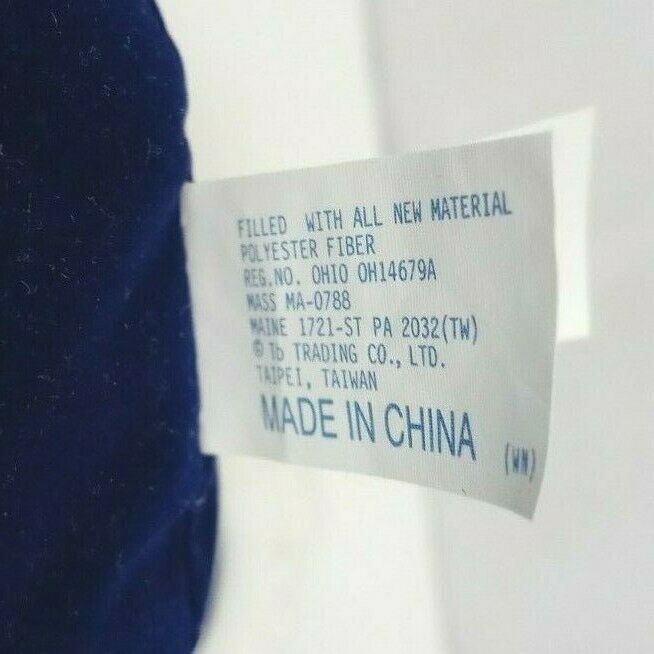 FILLED WITH ALL NEW MATERIAL
POLYESTER FIBER
REG.NO. OHIO OH14679A
MASS MA-0788
MAINE 1721-ST PA 2032(TW)
© Tb TRADING CO., LTD.
TAIPEI, TAIWAN
MADE IN CHINA
(WN)